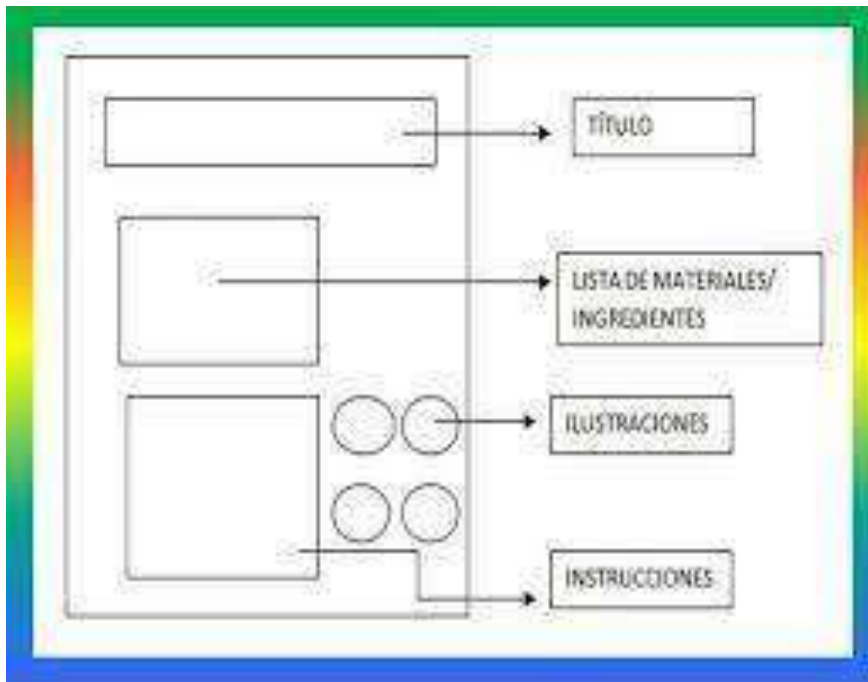 TÍTULO
LISTA DE MATERIALES/
INGREDIENTES
ILUSTRACIONES
INSTRUCCIONES